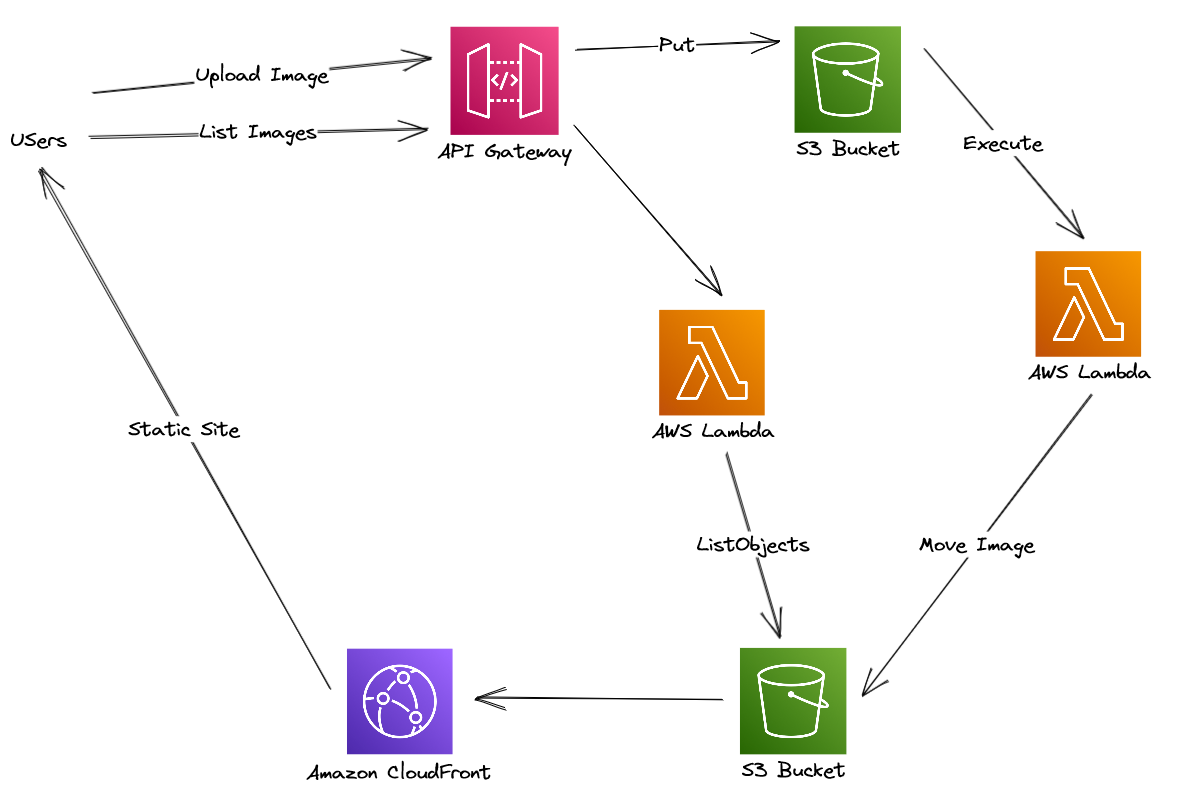 Upload Image
Put
List Images
USers
API Gateway
S3 Bucket
Execute
AWS Lambda
AWS Lambda
Static Site
ListObjects
Move Image
Amazon CloudFront
S3 Bucket